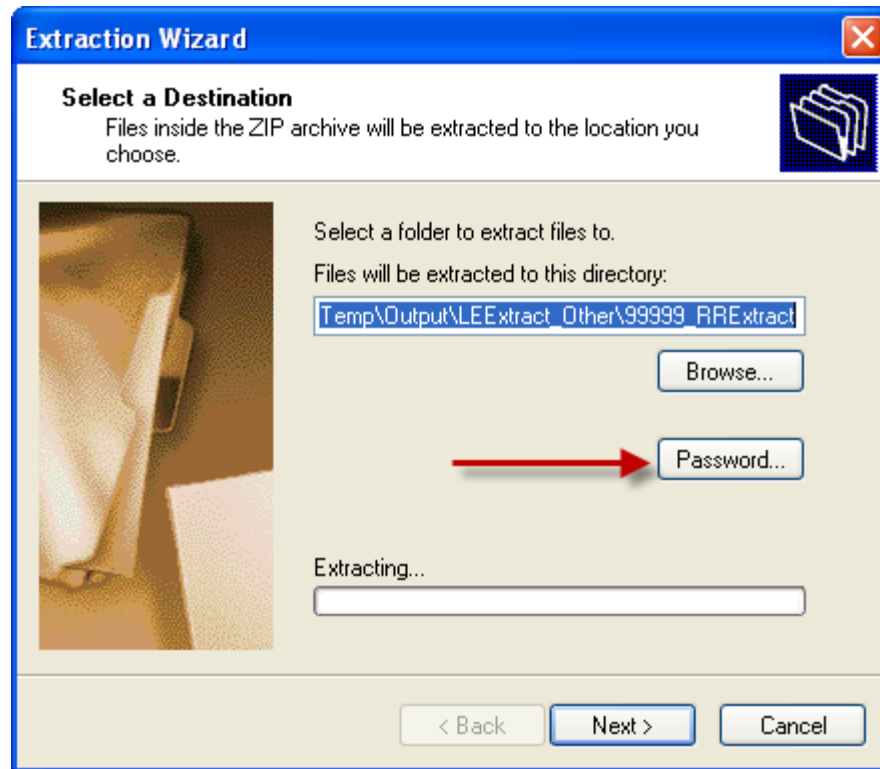 Extraction Wizard
Select a Destination
Files inside the ZIP archive will be extracted to the location you
choose.
Select a folder to extract files to.
Files will be extracted to this directory:
Temp\Output\LEExtract_Other\99999_RRExtract
Browse...
Password...
Extracting...
< Back
Next >
Cancel